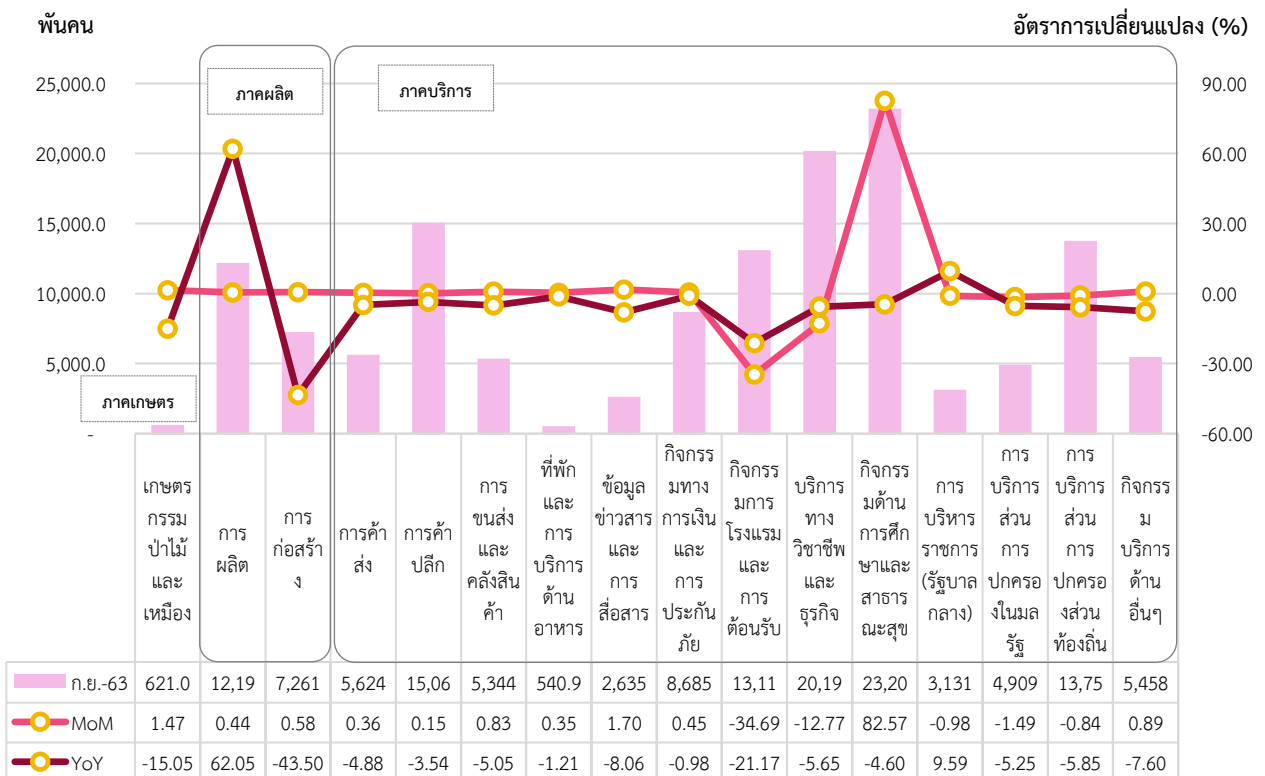 พันคน
อัตราการเปลี่ยนแปลง (%)
ภาคผลิต
ภาคบริการ
ภาคเกษตร
25,000.0
20,000.0
15,000.0
10,000.0
5,000.0
-
90.00
60.00
30.00
0.00
-30.00
-60.00
เกษตร
กรรม
ป่าไม้
และ
เหมือง
การ
ผลิต
การ
ก่อสร้า
ง
การค้า
ส่ง
การค้า
ปลีก
การ
ขนส่ง
และ
คลังสิน
ค้า
ที่พัก
และ
การ
บริการ
ด้าน
อาหาร
ข้อมูล
ข่าวสาร
และ
การ
สื่อสาร
กิจกรร
มทาง
การเงิน
และ
การ
ประกัน
ภัย
กิจกรร
มการ
โรงแรม
และ
การ
ต้อนรับ
บริการ
ทาง
วิชาชีพ
และ
ธุรกิจ
กิจกรร
มด้าน
การศึก
ษาและ
สาธาร
ณะสุข
การ
บริหาร
ราชการ
(รัฐบาล
กลาง)
การ
บริการ
ส่วน
การ
ปกครอ
งในมล
รัฐ
การ
บริการ
ส่วน
การ
ปกครอ
งส่วน
ท้องถิ่น
กิจกรร
ม
บริการ
ด้าน
อื่นๆ
ก.ย.-63 621.0 12,19 7,261 5,624 15,06 5,344 540.9 2,635 8,685 13,11 20,19 23,20 3,131 4,909 13,75 5,458
MoM 1.47 0.44 0.58 0.36 0.15 0.83 0.35 1.70 0.45 -34.69 -12.77 82.57 -0.98 -1.49 -0.84 0.89
YoY -15.05 62.05 -43.50 -4.88 -3.54 -5.05 -1.21 -8.06 -0.98 -21.17 -5.65 -4.60 9.59 -5.25 -5.85 -7.60